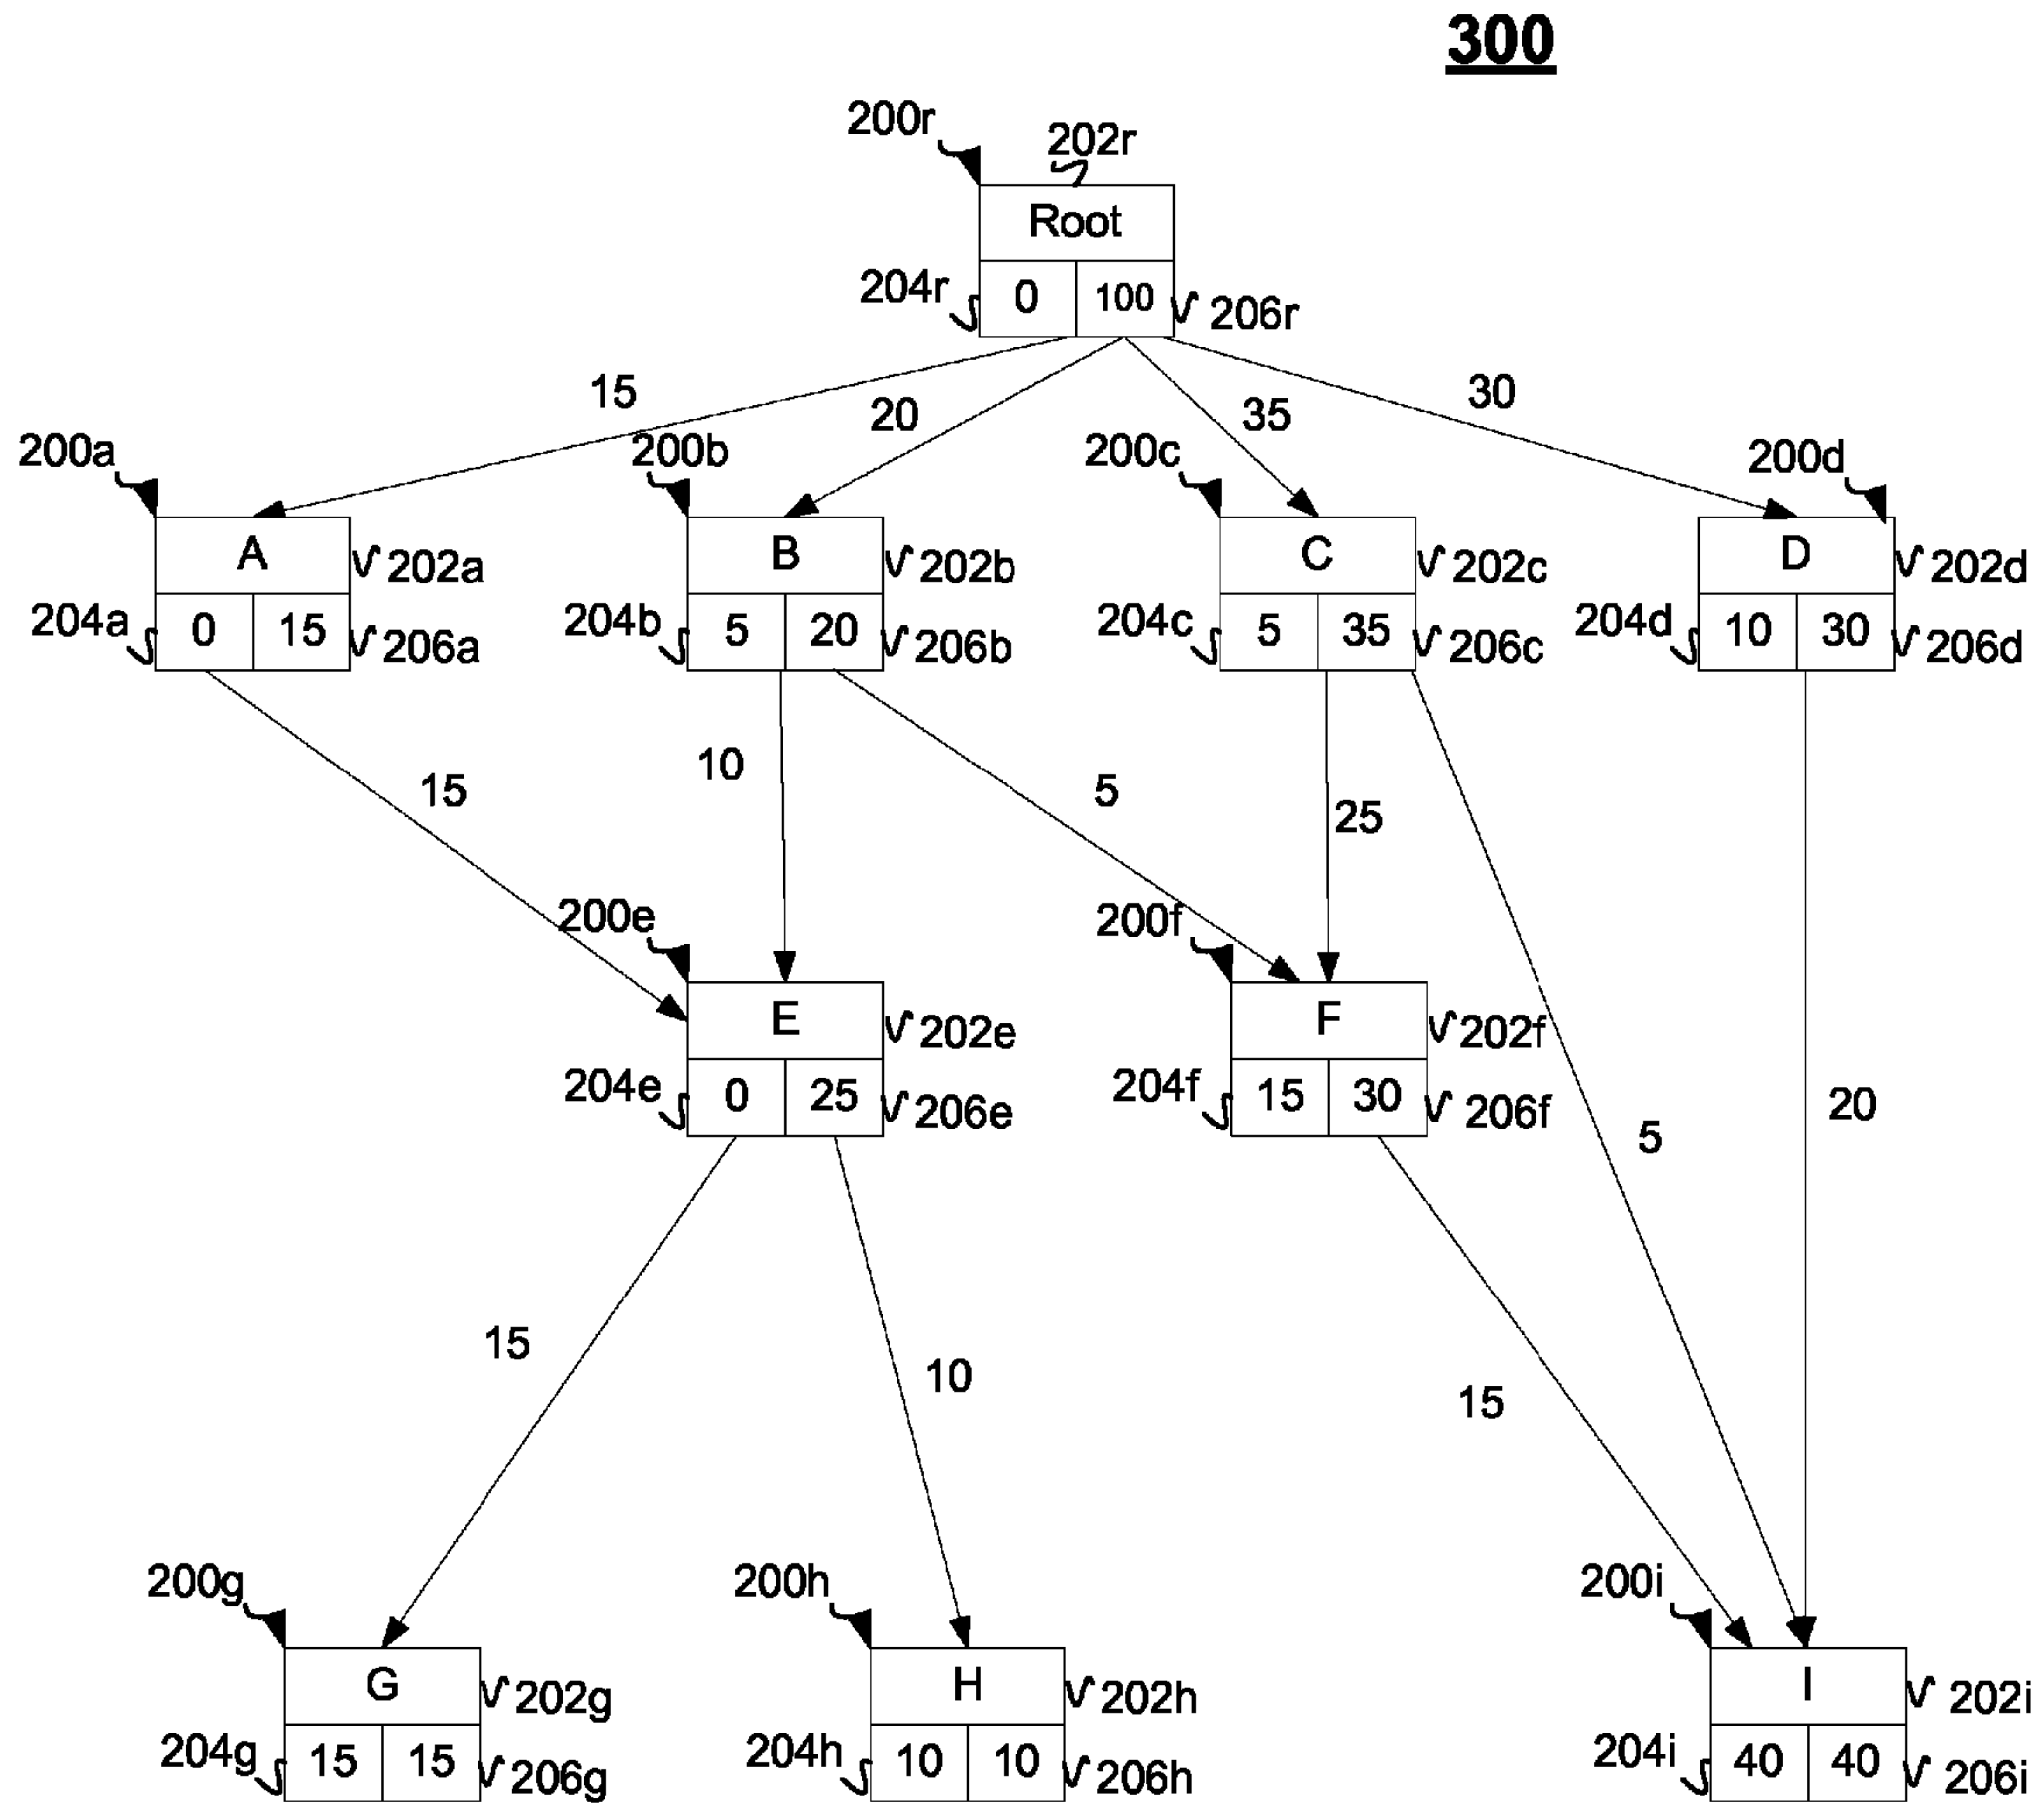 300
200r
202r
Root
204r
0
100
206r
15
20
35
30
200a
200b
200c
200d
A
202a
B
202b
C
202c
D
202d
204a
0
15
206a
204b
5
20
206b
204c
5
35
206c
204d
10
30
206d
15
10
5
25
200e
200f
E
202e
F
202f
204e
0
25
206e
204f
15
30
206f
5
20
15
10
15
200g
200h
200i
G
202g
H
202h
I
202i
204g
15
15
206g
204h
10
10
206h
204i
40
40
206i